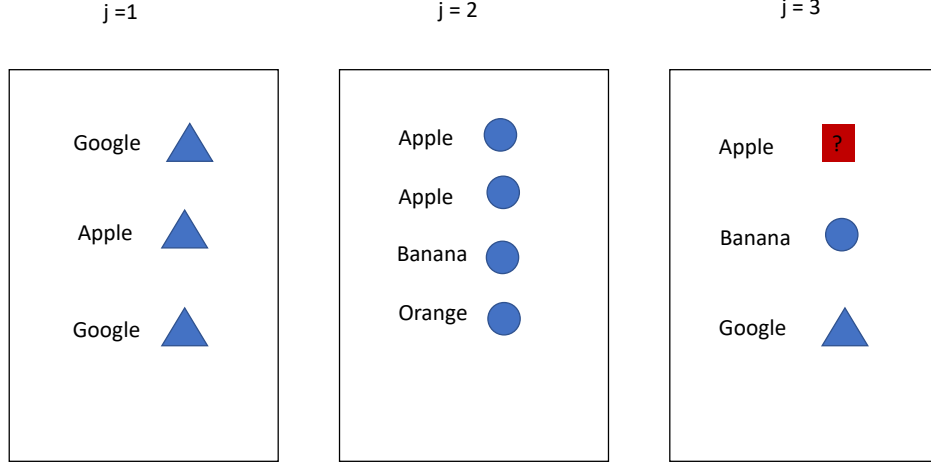 j =1
Google
Apple
Google
j = 2
Apple
Apple
Banana
Orange
j = 3
Apple ?
Banana
Google